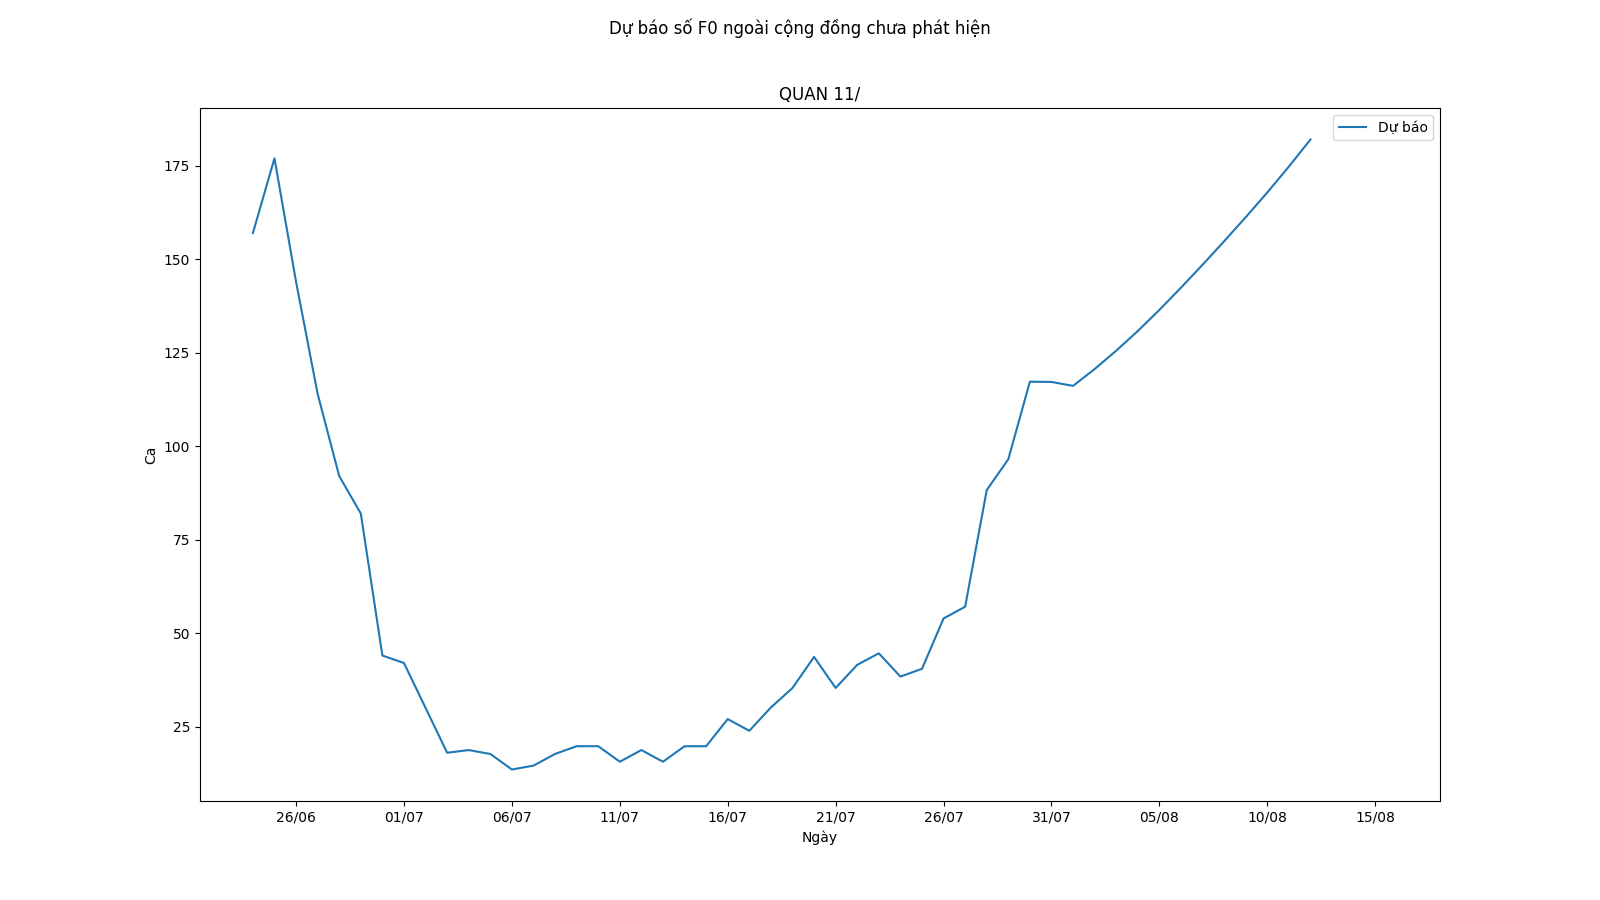 Dự báo số F0 ngoài cộng đồng chưa phát hiện
QUAN 11/
Dự báo
175
150
125
100
75
50
25
Ca
26/06 01/07 06/07 11/07 16/07 21/07 26/07 31/07 05/08 10/08 15/08
Ngày